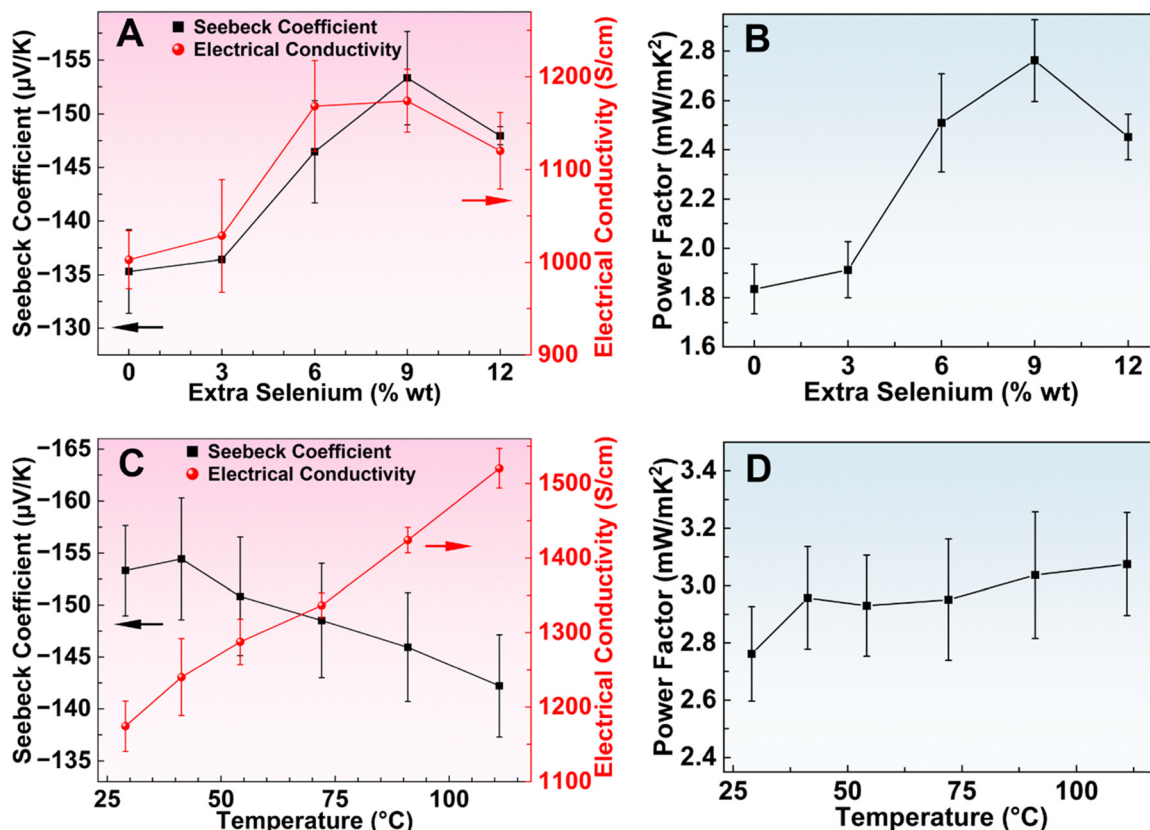 A
Seebeck Coefficient
Electrical Conductivity
Seebeck Coefficient (µV/K)
−155
−150
−145
−140
−135
−130
Electrical Conductivity (S/cm)
1200
1100
1000
900
0 3 6 9 12
Extra Selenium (% wt)
B
Power Factor (mW/mK²)
2.8
2.4
2.0
1.8
1.6
0 3 6 9 12
Extra Selenium (% wt)
C
Seebeck Coefficient
Electrical Conductivity
Seebeck Coefficient (µV/K)
−165
−160
−155
−150
−145
−140
−135
Electrical Conductivity (S/cm)
1500
1400
1300
1200
1100
25 50 75 100
Temperature (°C)
D
Power Factor (mW/mK²)
3.4
3.2
3.0
2.8
2.6
2.4
25 50 75 100
Temperature (°C)